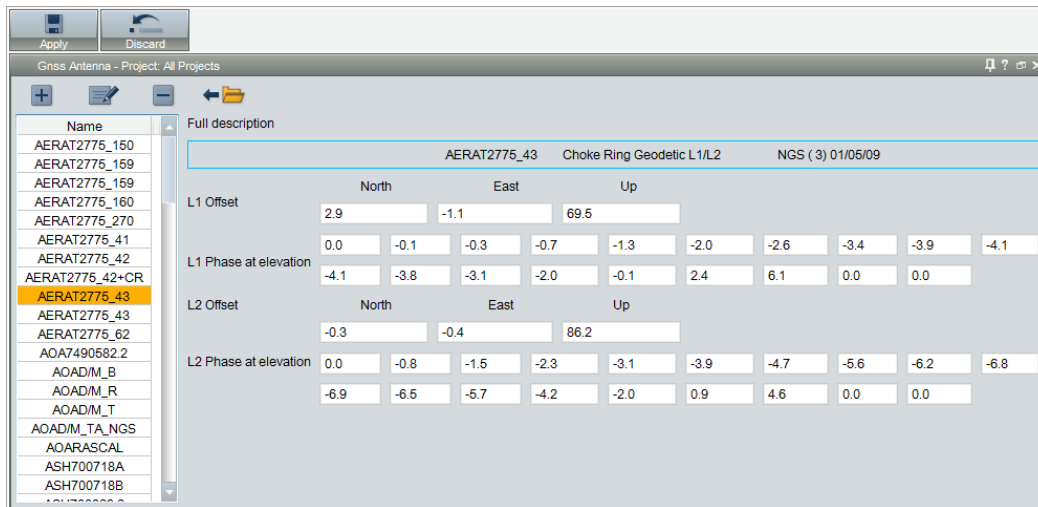 Apply Discard
Gnss Antenna - Project: All Projects
Name
AERAT2775_150
AERAT2775_159
AERAT2775_159
AERAT2775_160
AERAT2775_270
AERAT2775_41
AERAT2775_42
AERAT2775_42+CR
AERAT2775_43
AERAT2775_43
AERAT2775_62
AOA7490582.2
AOAD/M_B
AOAD/M_R
AOAD/M_T
AOAD/M_TA_NGS
AOARASCAL
ASH700718A
ASH700718B
Full description
AERAT2775_43 Choke Ring Geodetic L1/L2 NGS ( 3) 01/05/09
North East Up
L1 Offset
2.9 -1.1 69.5
L1 Phase at elevation
0.0 -0.1 -0.3 -0.7 -1.3 -2.0 -2.6 -3.4 -3.9 -4.1
-4.1 -3.8 -3.1 -2.0 -0.1 2.4 6.1 0.0 0.0
L2 Offset North East Up
-0.3 -0.4 86.2
L2 Phase at elevation 0.0 -0.8 -1.5 -2.3 -3.1 -3.9 -4.7 -5.6 -6.2 -6.8
-6.9 -6.5 -5.7 -4.2 -2.0 0.9 4.6 0.0 0.0